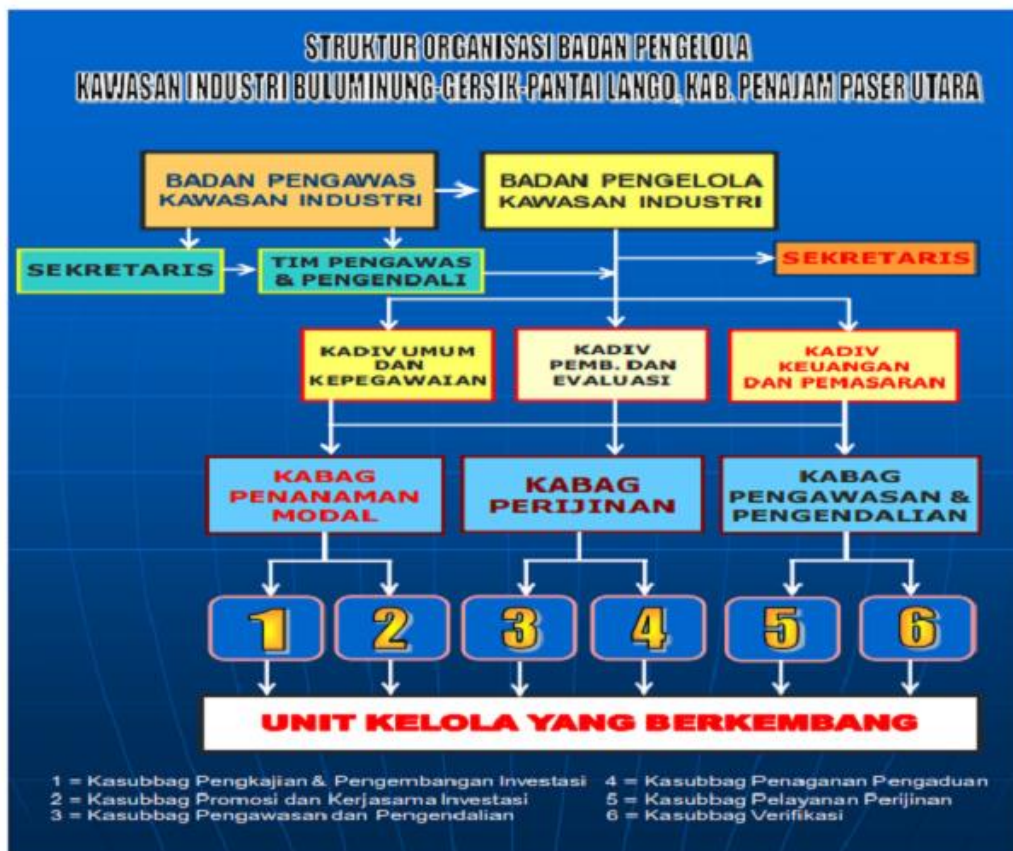 STRUKTUR ORGANISASI BADAN PENGELOLA
KAWASAN INDUSTRI BULUMINUNG-GERSIK-PANTAI LANGO, KAB. PENAJAM PASER UTARA
BADAN PENGAWAS
KAWASAN INDUSTRI
BADAN PENGELOLA
KAWASAN INDUSTRI
SEKRETARIS
TIM PENGAWAS
& PENGENDALI
SEKRETARIS
KADIV UMUM
DAN
KEPEGAWAIAN
KADIV
PEMB. DAN
EVALUASI
KADIV
KEUANGAN
DAN PEMASARAN
KABAG
PENANAMAN
MODAL
KABAG
PERIJINAN
KABAG
PENGAWASAN &
PENGENDALIAN
1
2
3
4
5
6
UNIT KELOLA YANG BERKEMBANG
1 = Kasubbag Pengkajian & Pengembangan Investasi
2 = Kasubbag Promosi dan Kerjasama Investasi
3 = Kasubbag Pengawasan dan Pengendalian
4 = Kasubbag Penaganan Pengaduan
5 = Kasubbag Pelayanan Perijinan
6 = Kasubbag Verifikasi